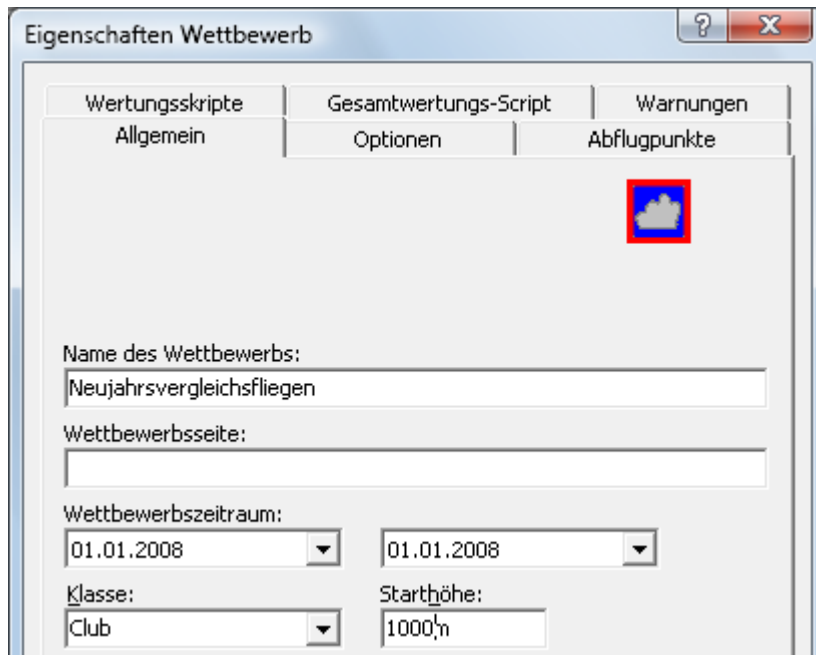 Eigenschaften Wettbewerb
Wertungsskripte Gesamtwertungs-Script Warnungen
Allgemein Optionen Abflugpunkte
Name des Wettbewerbs:
Neujahrsvergleichsfliegen
Wettbewerbsseite:
Wettbewerbszeitraum:
01.01.2008 01.01.2008
Klasse: Starthöhe:
Club 1000m